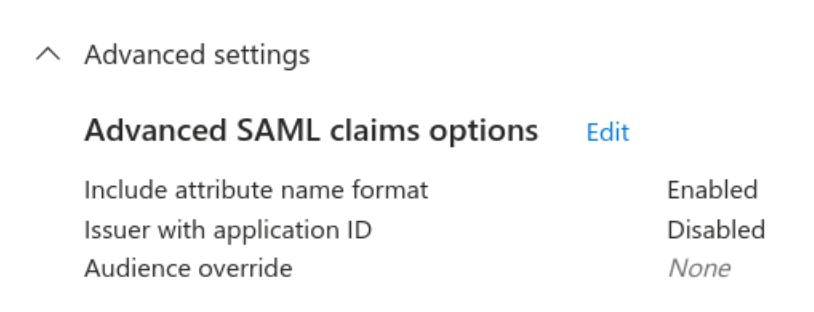 Advanced settings
Advanced SAML claims options Edit
Include attribute name format Enabled
Issuer with application ID Disabled
Audience override None